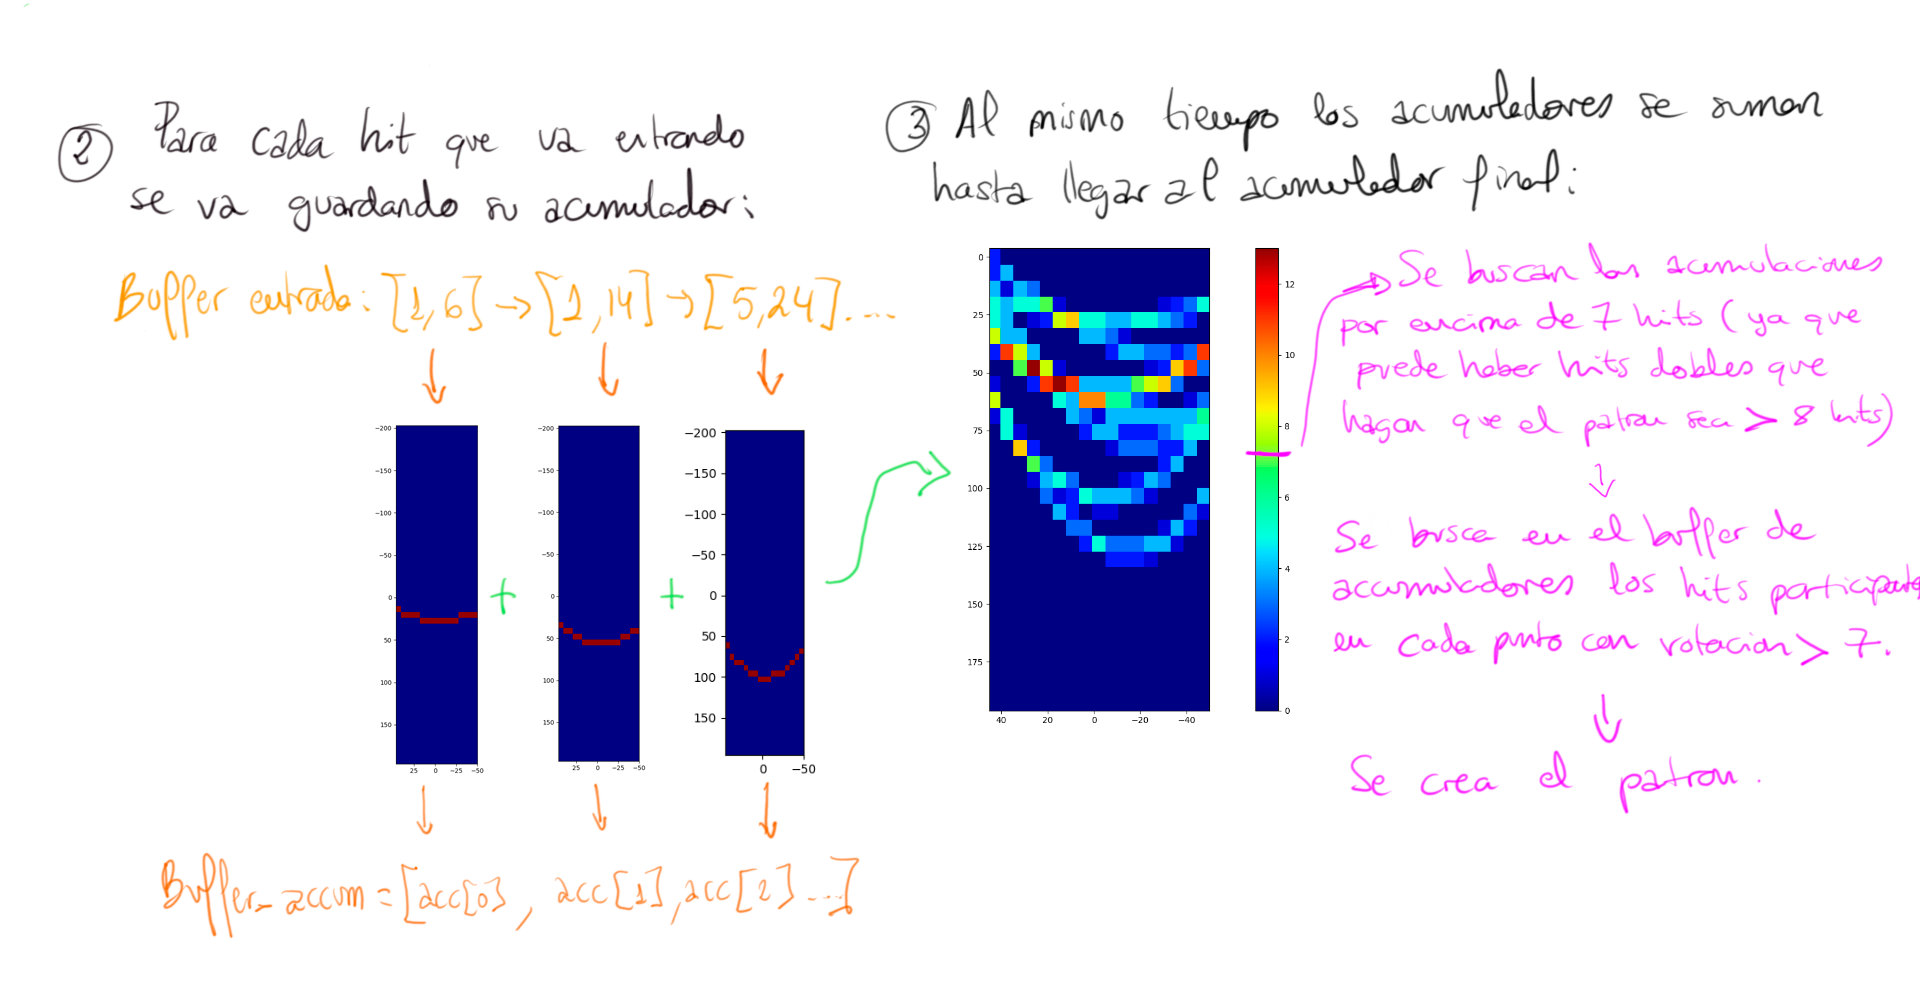 ② Para cada hit que va entrando
se va guardando su acumulador:
Buffer entrada: [1,6] → [2,14] → [5,24]....
-200
-150
-100
-50
0
50
100
150
25 0 -25 -50
+
-200
-150
-100
-50
0
50
100
150
25 0 -25 -50
+
-200
-150
-100
-50
0
50
100
150
0 -50
Buffer_accum = [acc[0], acc[1], acc[2]...]
③ Al mismo tiempo los acumuladores se suman
hasta llegar al acumulador final:
0
25
50
75
100
125
150
175
40 20 0 -20 -40
12
10
8
6
4
2
0
→ Se buscan las acumulaciones
por encima de 7 hits (ya que
puede haber hits dobles que
hagan que el patron sea > 8 hits)
↓
Se busca en el buffer de
accumuladores los hits participantes
en cada punto con votacion > 7.
↓
Se crea el patron.